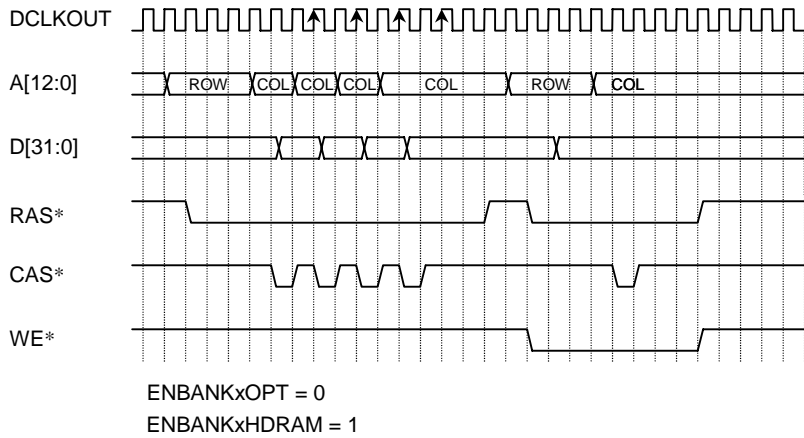 DCLKOUT
A[12:0] ROW COL COL COL COL ROW COL
D[31:0]
RAS*
CAS*
WE*
ENBANKxOPT = 0
ENBANKxHDRAM = 1